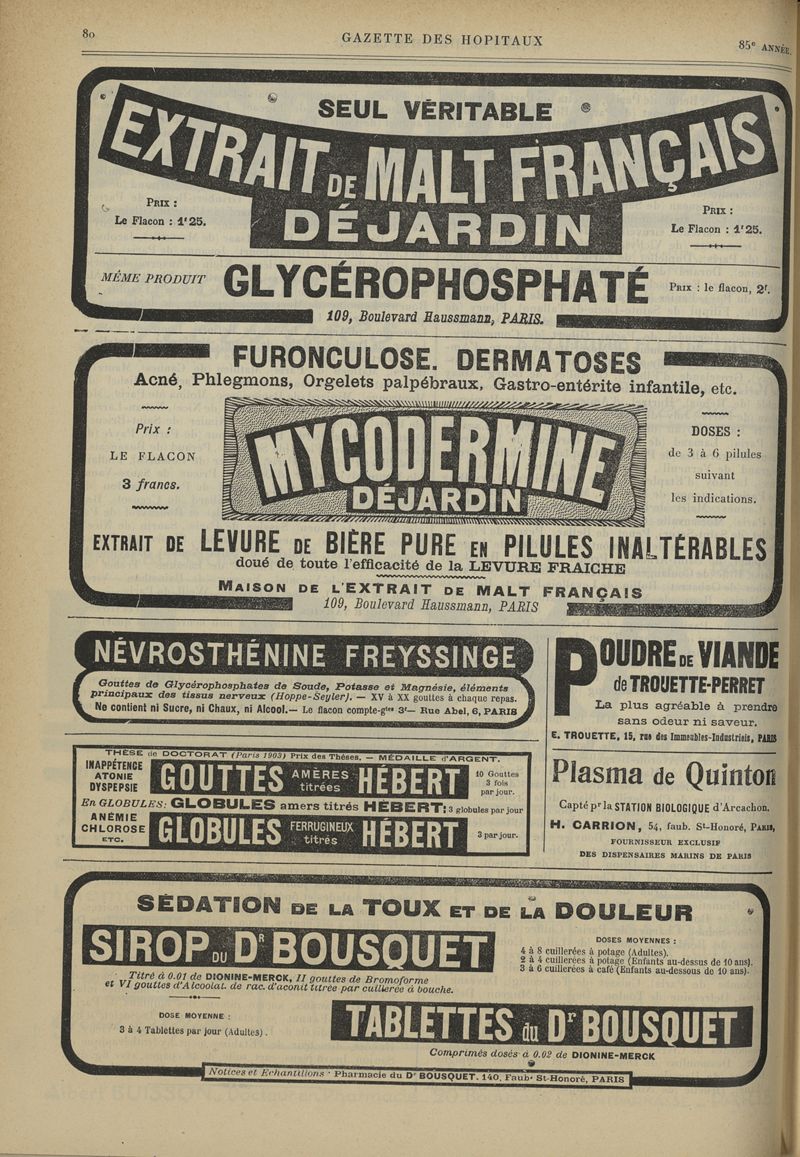 80
GAZETTE DES HOPITAUX
85e ANNÉE.
SEUL VÉRITABLE
EXTRAIT DE MALT FRANÇAIS
DÉJARDIN
PRIX :
Le Flacon : 1f25.
PRIX :
Le Flacon : 1f25.
MÊME PRODUIT GLYCÉROPHOSPHATÉ PRIX : le flacon, 2f.
109, Boulevard Haussmann, PARIS.
FURONCULOSE. DERMATOSES
Acné, Phlegmons, Orgelets palpébraux, Gastro-entérite infantile, etc.
Prix :
LE FLACON
3 francs.
MYCODERMINE
DÉJARDIN
DOSES :
de 3 à 6 pilules
suivant
les indications.
EXTRAIT DE LEVURE DE BIÈRE PURE EN PILULES INALTÉRABLES
doué de toute l'efficacité de la LEVURE FRAICHE
MAISON DE L'EXTRAIT DE MALT FRANÇAIS
109, Boulevard Haussmann, PARIS
NÉVROSTHÉNINE FREYSSINGE
Gouttes de Glycérophosphates de Soude, Potasse et Magnésie, éléments
principaux des tissus nerveux (Hoppe-Seyler). — XV à XX gouttes à chaque repas.
Ne contient ni Sucre, ni Chaux, ni Alcool. — Le flacon compte-gttes 3f — Rue Abel, 6, PARIS
POUDRE DE VIANDE
de TROUETTE-PERRET
La plus agréable à prendre
sans odeur ni saveur.
E. TROUETTE, 15, rue des Immeubles-Industriels, PARIS
THÈSE de DOCTORAT (Paris 1903) Prix des Thèses. — MÉDAILLE d'ARGENT.
INAPPÉTENCE
ATONIE
DYSPEPSIE
GOUTTES AMÈRES titrées HÉBERT
10 Gouttes
3 fois
par jour.
En GLOBULES: GLOBULES amers titrés HÉBERT: 3 globules par jour
ANÉMIE
CHLOROSE
ETC.
GLOBULES FERRUGINEUX titrés HÉBERT
3 par jour.
Plasma de Quinton
Capté pr la STATION BIOLOGIQUE d'Arcachon.
H. CARRION, 54, faub. St-Honoré, PARIS,
FOURNISSEUR EXCLUSIF
DES DISPENSAIRES MARINS DE PARIS
SÉDATION DE LA TOUX ET DE LA DOULEUR
SIROP DU Dr BOUSQUET
DOSES MOYENNES :
4 à 8 cuillerées à potage (Adultes).
2 à 4 cuillerées à potage (Enfants au-dessus de 10 ans).
3 à 6 cuillerées à café (Enfants au-dessous de 10 ans).
Titré à 0.01 de DIONINE-MERCK, II gouttes de Bromoforme
et VI gouttes d'Alcoolat. de rac. d'aconit titrée par cuillerée à bouche.
DOSE MOYENNE :
3 à 4 Tablettes par jour (Adultes).
TABLETTES du Dr BOUSQUET
Comprimés dosés à 0.02 de DIONINE-MERCK
Notices et Echantillons : Pharmacie du Dr BOUSQUET. 140, Faubg St-Honoré, PARIS